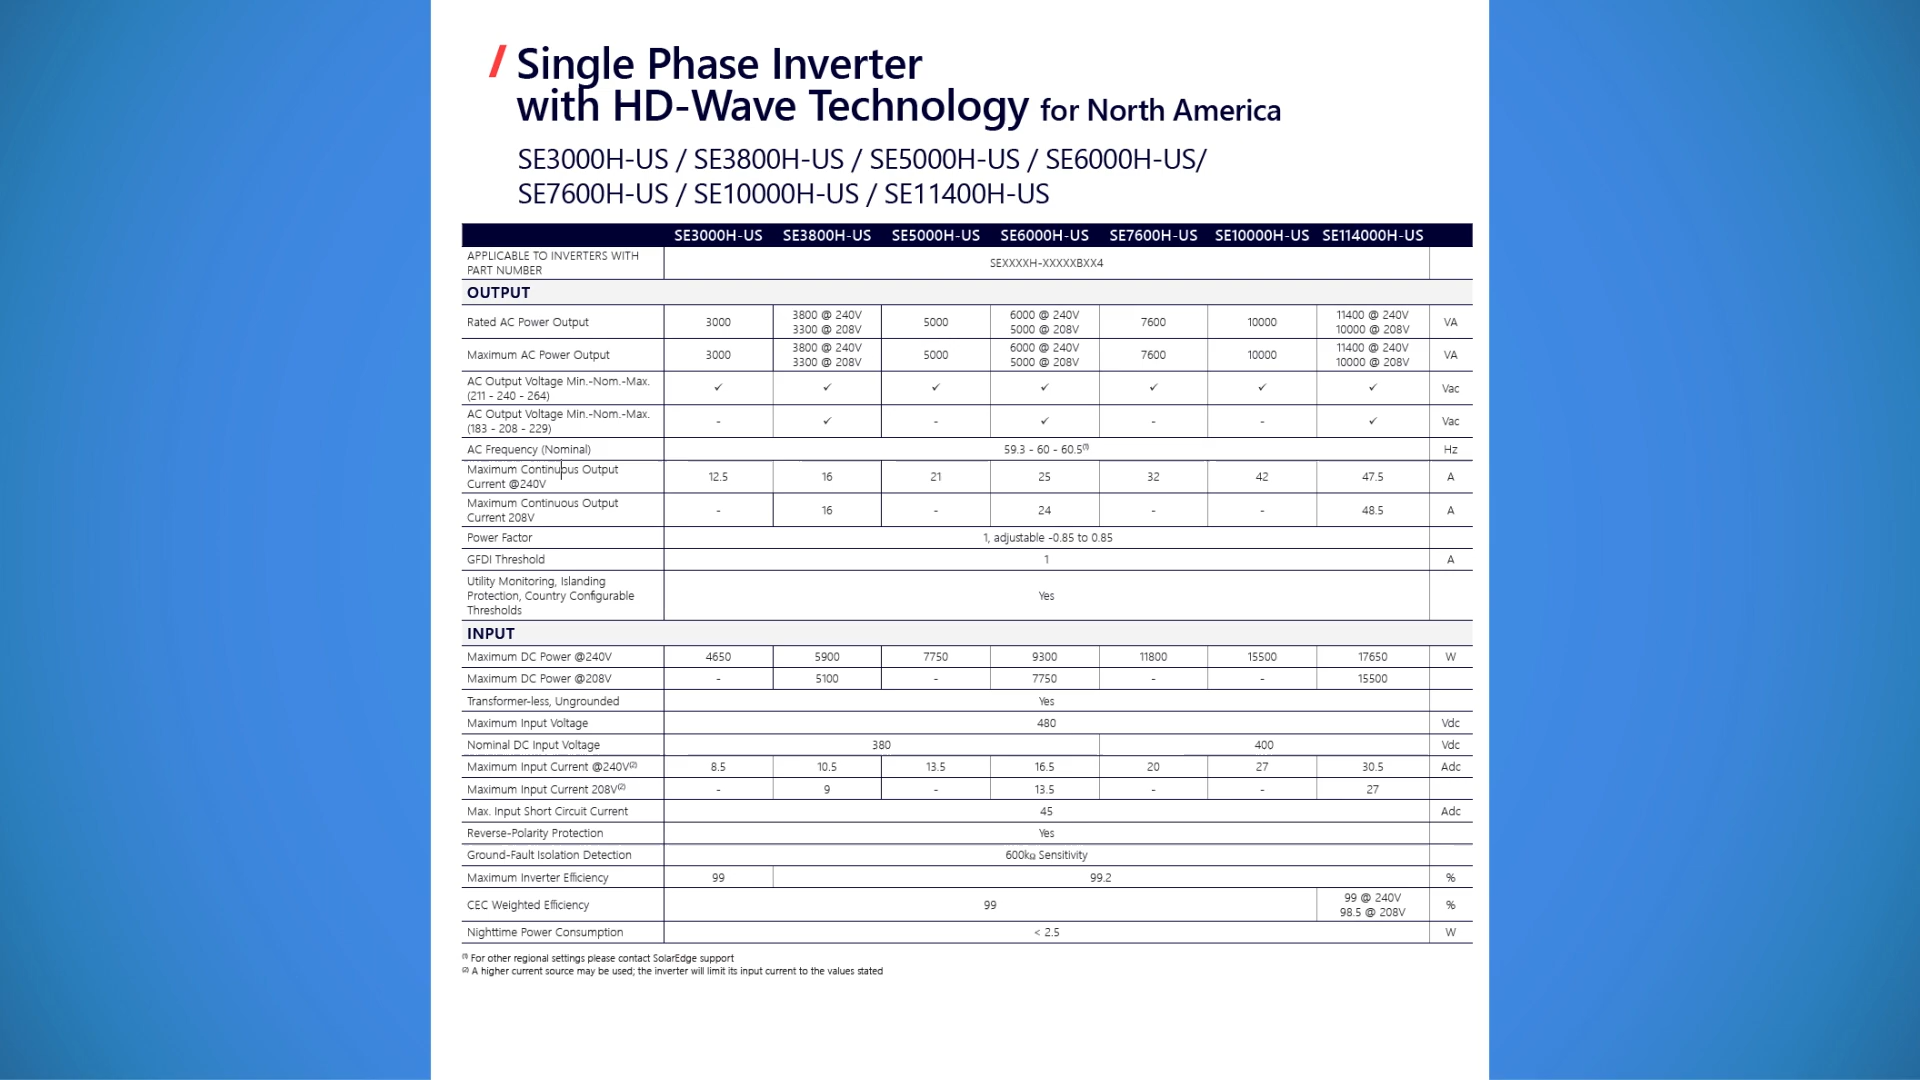 / Single Phase Inverter
with HD-Wave Technology for North America
SE3000H-US / SE3800H-US / SE5000H-US / SE6000H-US/
SE7600H-US / SE10000H-US / SE11400H-US
SE3000H-US SE3800H-US SE5000H-US SE6000H-US SE7600H-US SE10000H-US SE114000H-US
APPLICABLE TO INVERTERS WITH
PART NUMBER
SEXXXXH-XXXXXBXX4
OUTPUT
Rated AC Power Output 3000 3800 @ 240V
3300 @ 208V 5000 6000 @ 240V
5000 @ 208V 7600 10000 11400 @ 240V
10000 @ 208V VA
Maximum AC Power Output 3000 3800 @ 240V
3300 @ 208V 5000 6000 @ 240V
5000 @ 208V 7600 10000 11400 @ 240V
10000 @ 208V VA
AC Output Voltage Min.-Nom.-Max.
(211 - 240 - 264) ✓ ✓ ✓ ✓ ✓ ✓ ✓ Vac
AC Output Voltage Min.-Nom.-Max.
(183 - 208 - 229) - ✓ - ✓ - - ✓ Vac
AC Frequency (Nominal) 59.3 - 60 - 60.5(1) Hz
Maximum Continuous Output
Current @240V 12.5 16 21 25 32 42 47.5 A
Maximum Continuous Output
Current 208V - 16 - 24 - - 48.5 A
Power Factor 1, adjustable -0.85 to 0.85
GFDI Threshold 1 A
Utility Monitoring, Islanding
Protection, Country Configurable
Thresholds
Yes
INPUT
Maximum DC Power @240V 4650 5900 7750 9300 11800 15500 17650 W
Maximum DC Power @208V - 5100 - 7750 - - 15500
Transformer-less, Ungrounded Yes
Maximum Input Voltage 480 Vdc
Nominal DC Input Voltage 380 400 Vdc
Maximum Input Current @240V(2) 8.5 10.5 13.5 16.5 20 27 30.5 Adc
Maximum Input Current 208V(2) - 9 - 13.5 - - 27
Max. Input Short Circuit Current 45 Adc
Reverse-Polarity Protection Yes
Ground-Fault Isolation Detection 600kΩ Sensitivity
Maximum Inverter Efficiency 99 99.2 %
CEC Weighted Efficiency 99 99 @ 240V
98.5 @ 208V %
Nighttime Power Consumption < 2.5 W
(1) For other regional settings please contact SolarEdge support
(2) A higher current source may be used; the inverter will limit its input current to the values stated